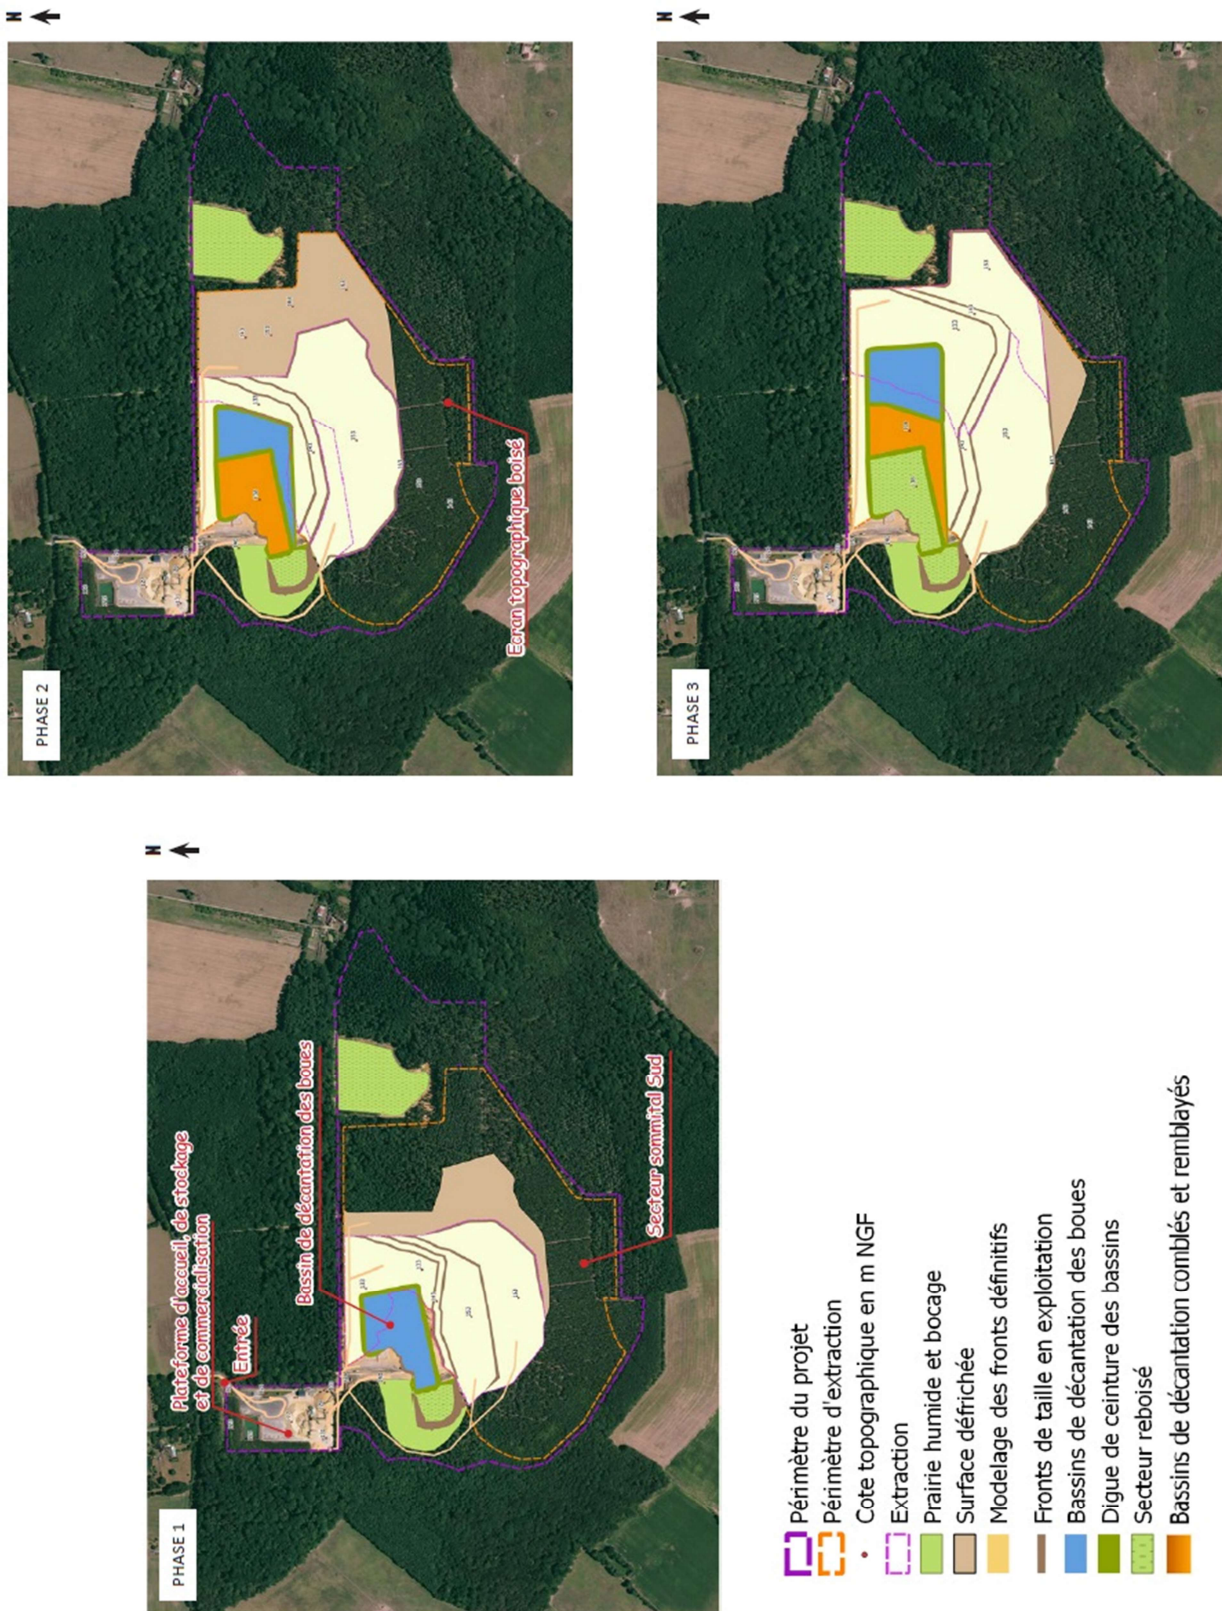 N
PHASE 2
Ecran topographique boisé
N
PHASE 3
N
PHASE 1
Plateforme d'accueil, de stockage
et de commercialisation
Entrée
Bassin de décantation des boues
Secteur sommital Sud
Périmètre du projet
Périmètre d'extraction
Cote topographique en m NGF
Extraction
Prairie humide et bocage
Surface défrichée
Modelage des fronts définitifs
Fronts de taille en exploitation
Bassins de décantation des boues
Digue de ceinture des bassins
Secteur reboisé
Bassins de décantation comblés et remblayés